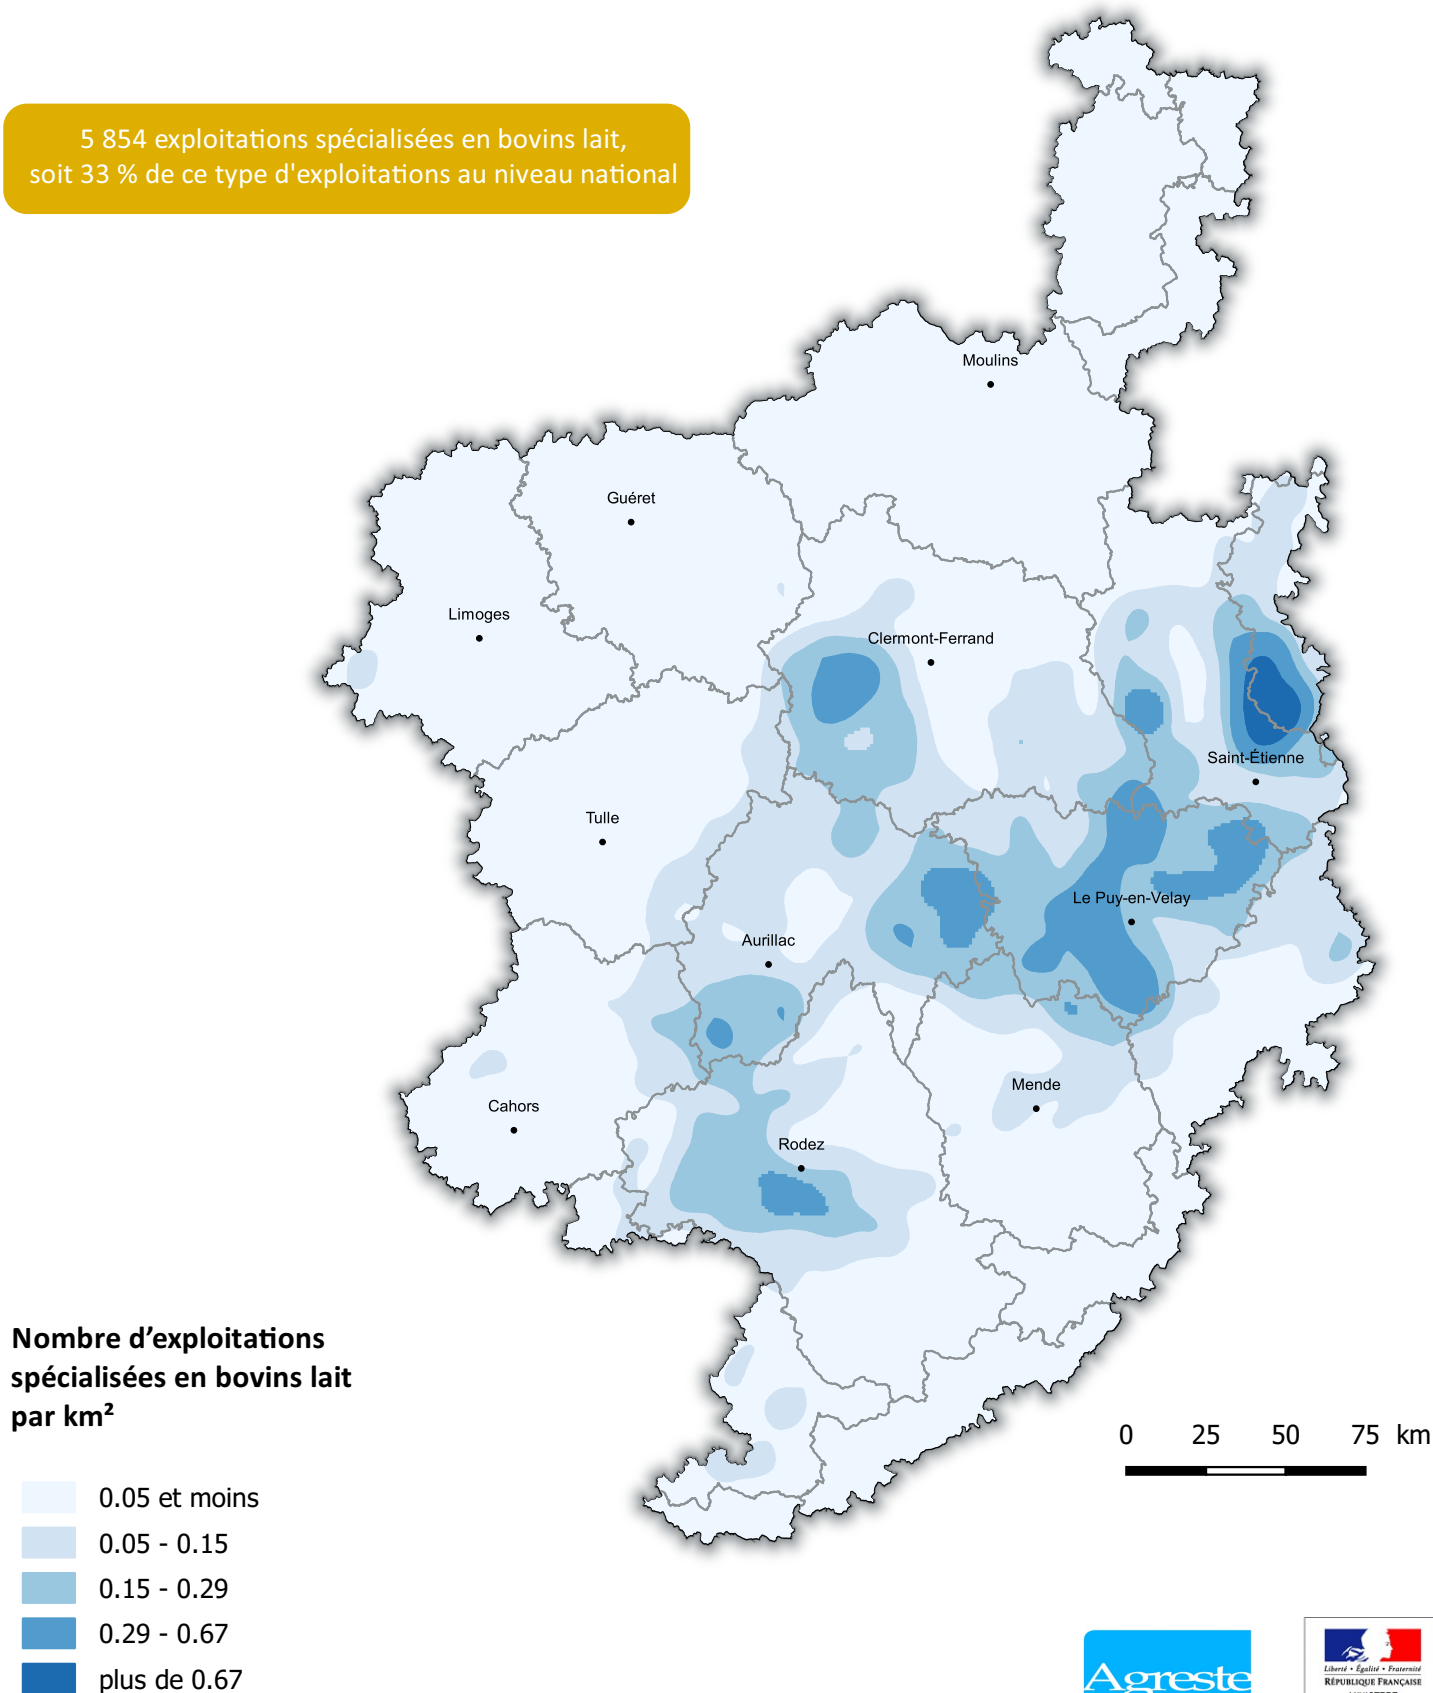 5 854 exploitations spécialisées en bovins lait,
soit 33 % de ce type d'exploitations au niveau national
Moulins
Guéret
Limoges
Clermont-Ferrand
Saint-Étienne
Tulle
Le Puy-en-Velay
Aurillac
Mende
Cahors
Rodez
Nombre d’exploitations
spécialisées en bovins lait
par km²
0.05 et moins
0.05 - 0.15
0.15 - 0.29
0.29 - 0.67
plus de 0.67
0 25 50 75 km
Agreste
Liberté • Égalité • Fraternité
RÉPUBLIQUE FRANÇAISE